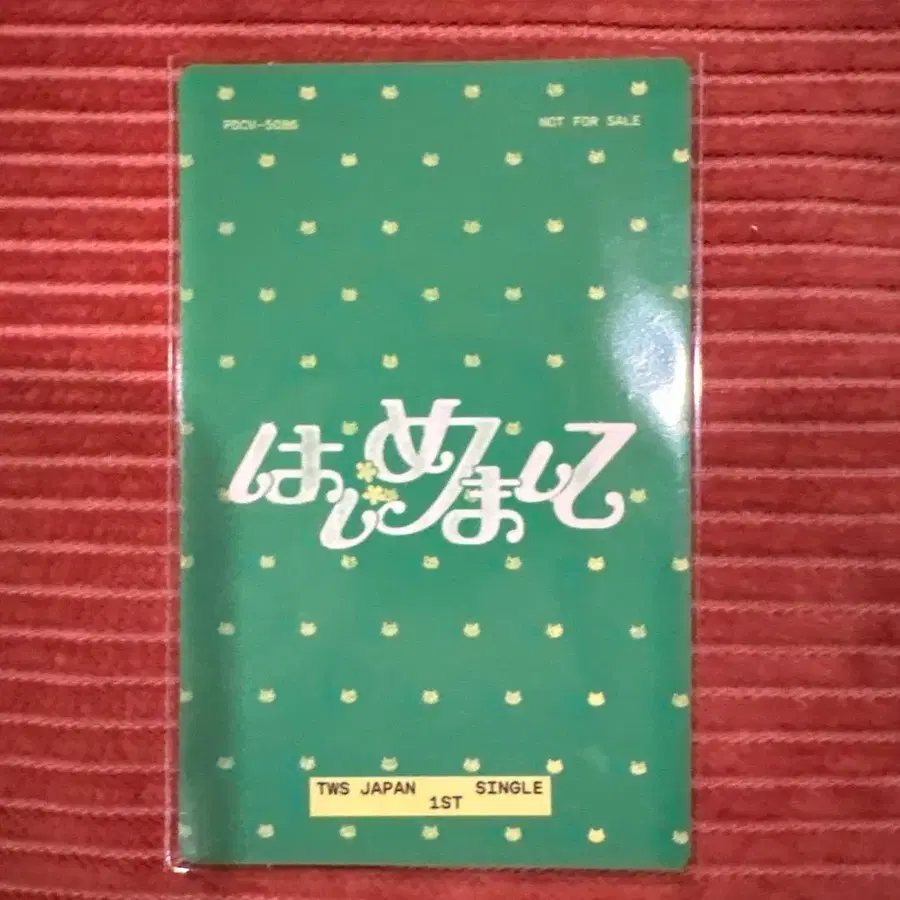 PDCV-5086
NOT FOR SALE
はじめまして
TWS JAPAN SINGLE
1ST